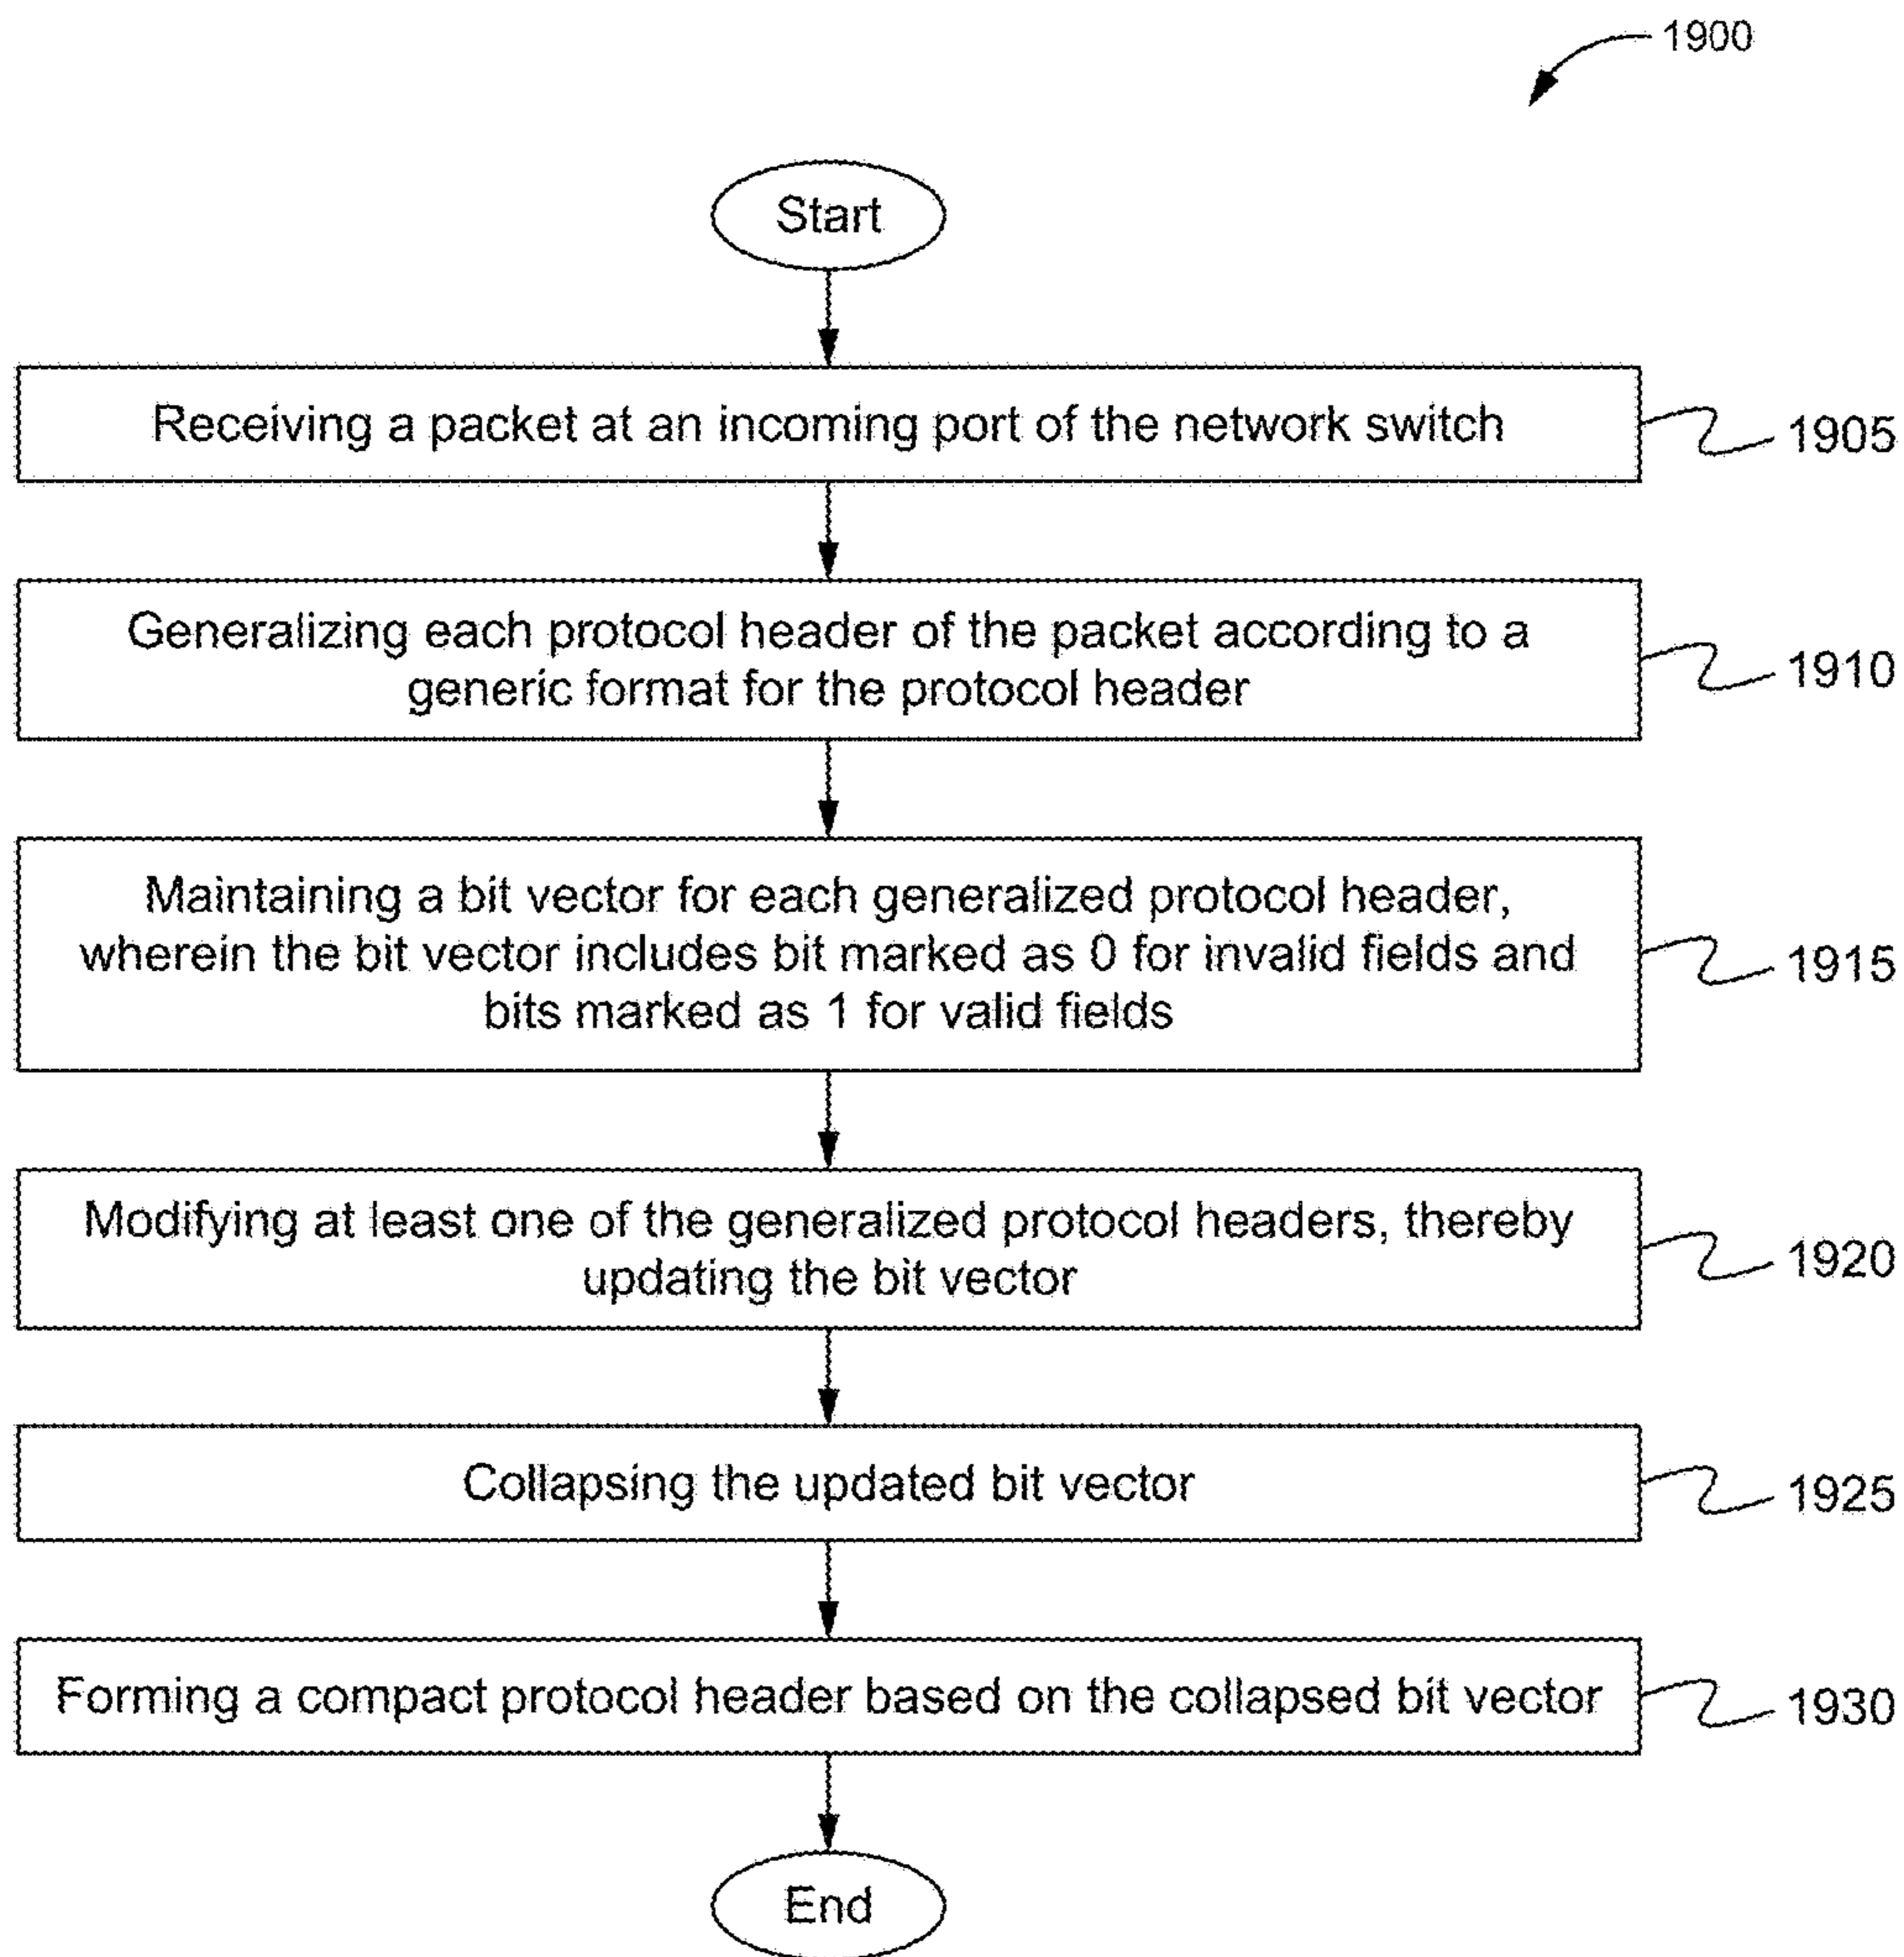 1900
Start
Receiving a packet at an incoming port of the network switch
1905
Generalizing each protocol header of the packet according to a
generic format for the protocol header
1910
Maintaining a bit vector for each generalized protocol header,
wherein the bit vector includes bit marked as 0 for invalid fields and
bits marked as 1 for valid fields
1915
Modifying at least one of the generalized protocol headers, thereby
updating the bit vector
1920
Collapsing the updated bit vector
1925
Forming a compact protocol header based on the collapsed bit vector
1930
End